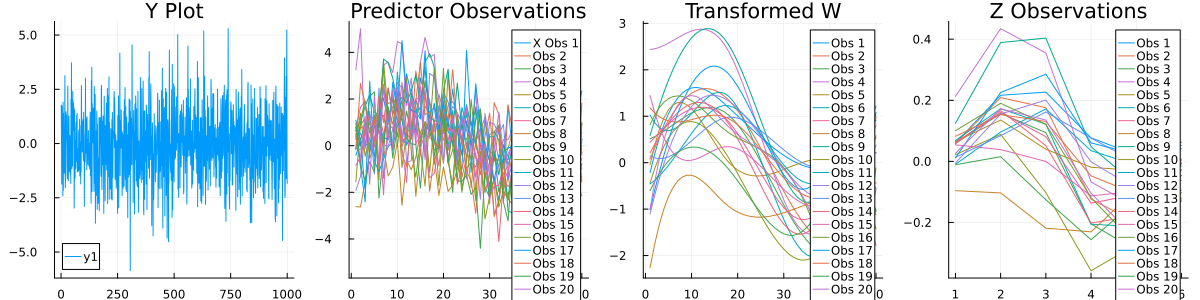 Y Plot
5.0
2.5
0.0
−2.5
−5.0
y1
0 250 500 750 1000
Predictor Observations
4
2
0
−2
−4
0 10 20 30
X Obs 1
Obs 2
Obs 3
Obs 4
Obs 5
Obs 6
Obs 7
Obs 8
Obs 9
Obs 10
Obs 11
Obs 12
Obs 13
Obs 14
Obs 15
Obs 16
Obs 17
Obs 18
Obs 19
Obs 20
Transformed W
3
2
1
0
−1
−2
0 10 20 30
Obs 1
Obs 2
Obs 3
Obs 4
Obs 5
Obs 6
Obs 7
Obs 8
Obs 9
Obs 10
Obs 11
Obs 12
Obs 13
Obs 14
Obs 15
Obs 16
Obs 17
Obs 18
Obs 19
Obs 20
Z Observations
0.4
0.2
0.0
−0.2
1 2 3 4
Obs 1
Obs 2
Obs 3
Obs 4
Obs 5
Obs 6
Obs 7
Obs 8
Obs 9
Obs 10
Obs 11
Obs 12
Obs 13
Obs 14
Obs 15
Obs 16
Obs 17
Obs 18
Obs 19
Obs 20